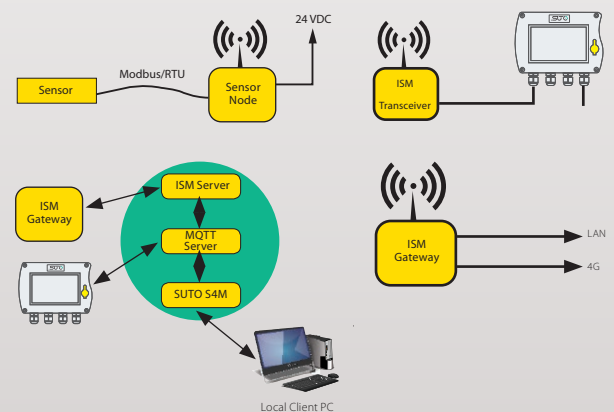 24 VDC
Modbus/RTU
Sensor
Sensor
Node
ISM
Transceiver
SUTO
ISM Server
ISM
Gateway
MQTT
Server
SUTO
SUTO S4M
ISM
Gateway
LAN
4G
Local Client PC